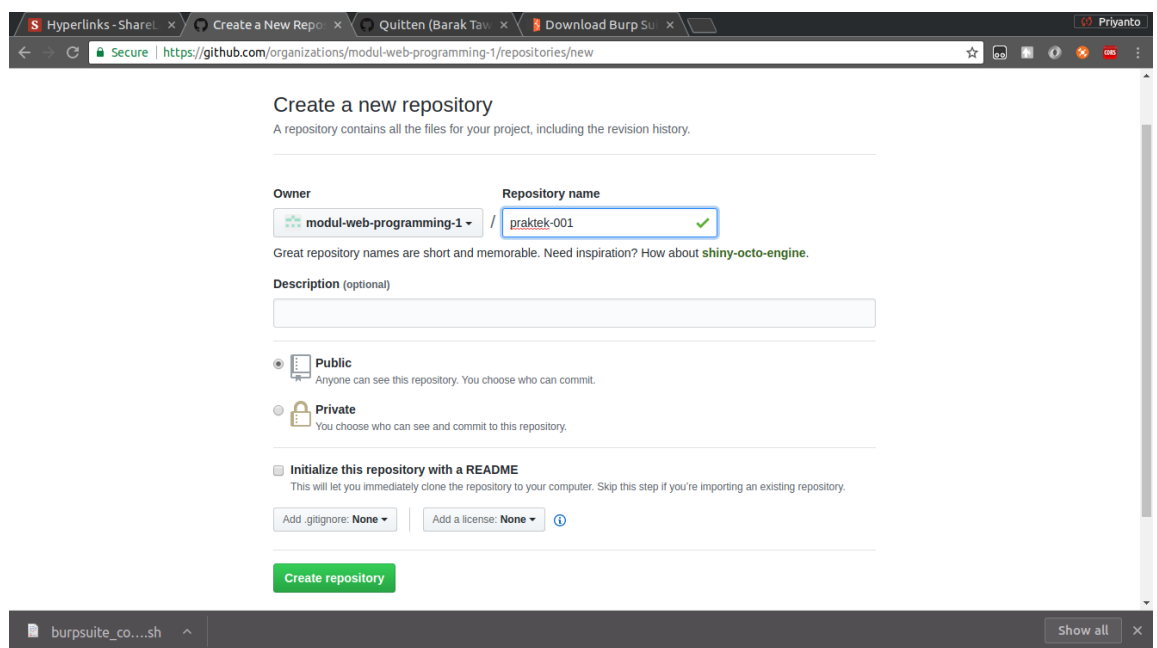 Hyperlinks - ShareL
Create a New Repo
Quitten (Barak Taw
Download Burp Su
Priyanto
Secure | https://github.com/organizations/modul-web-programming-1/repositories/new
Create a new repository
A repository contains all the files for your project, including the revision history.
Owner Repository name
modul-web-programming-1 / praktek-001
Great repository names are short and memorable. Need inspiration? How about shiny-octo-engine.
Description (optional)
Public
Anyone can see this repository. You choose who can commit.
Private
You choose who can see and commit to this repository.
Initialize this repository with a README
This will let you immediately clone the repository to your computer. Skip this step if you're importing an existing repository.
Add .gitignore: None Add a license: None
Create repository
burpsuite_co....sh
Show all